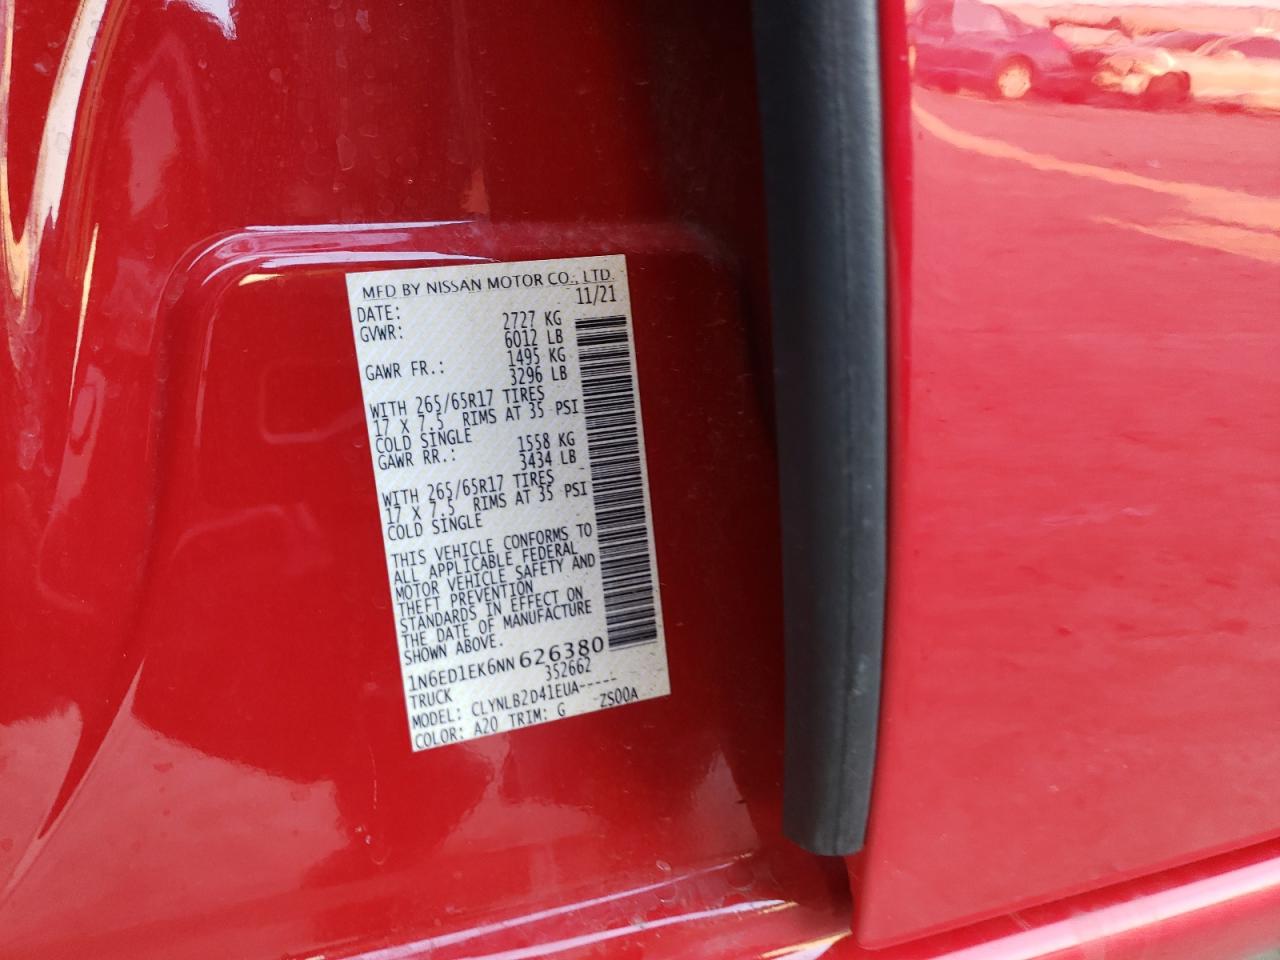 MFD BY NISSAN MOTOR CO., LTD.
DATE: 11/21
GVWR: 2727 KG
6012 LB
GAWR FR.: 1495 KG
3296 LB
WITH 265/65R17 TIRES
17 X 7.5 RIMS AT 35 PSI
COLD SINGLE
GAWR RR.: 1558 KG
3434 LB
WITH 265/65R17 TIRES
17 X 7.5 RIMS AT 35 PSI
COLD SINGLE
THIS VEHICLE CONFORMS TO
ALL APPLICABLE FEDERAL
MOTOR VEHICLE SAFETY AND
THEFT PREVENTION
STANDARDS IN EFFECT ON
THE DATE OF MANUFACTURE
SHOWN ABOVE.
1N6ED1EK6NN626380
TRUCK 352662
MODEL: CLYNLB2D41EUA-----
COLOR: A20 TRIM: G ZS00A